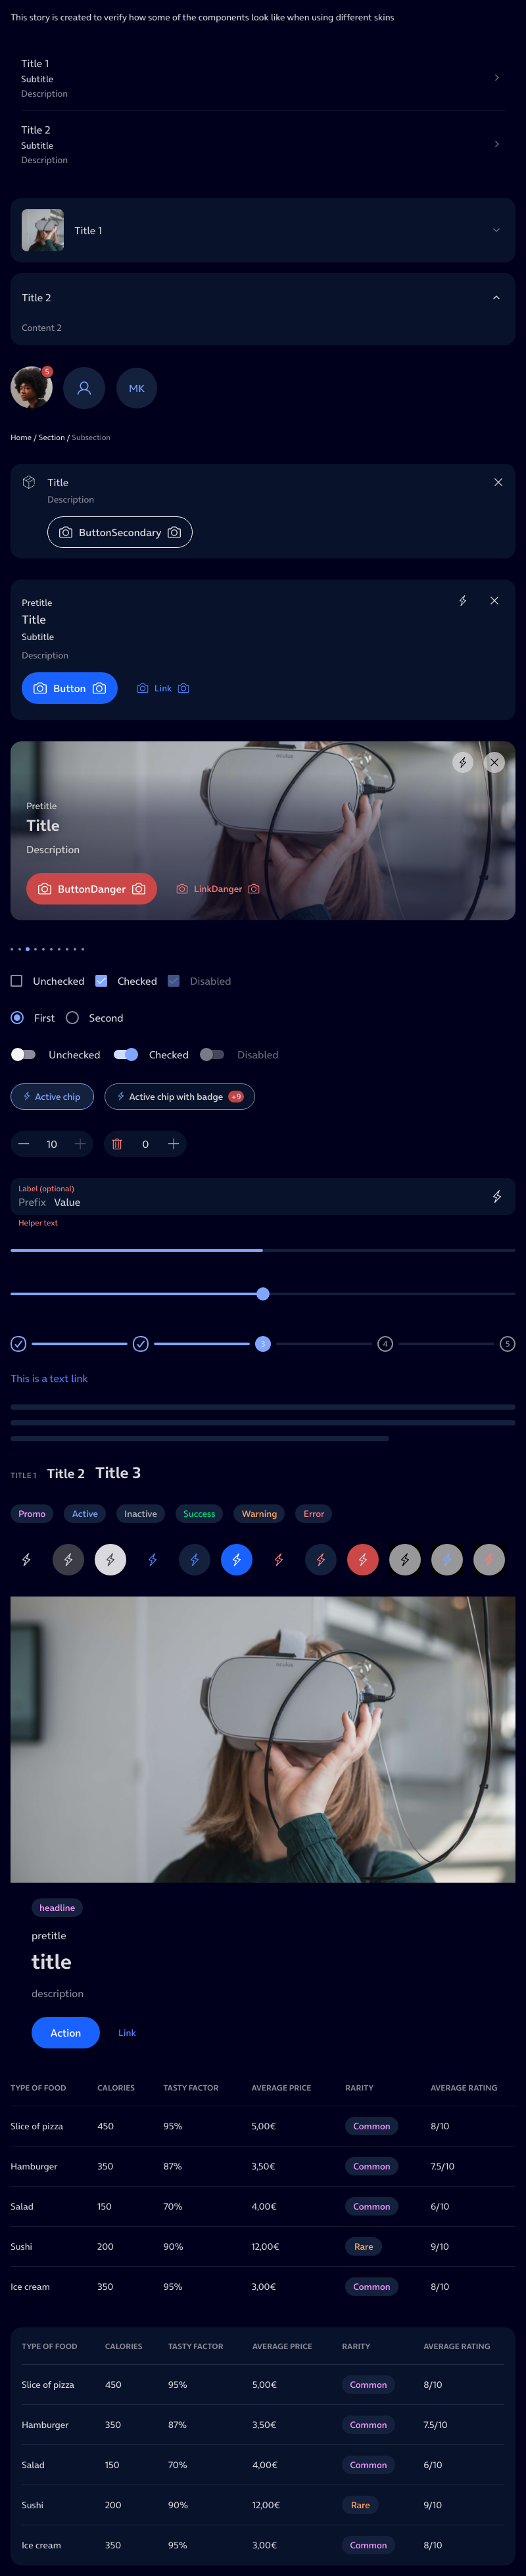 This story is created to verify how some of the components look like when using different skins
Title 1
Subtitle
Description
Title 2
Subtitle
Description
Title 1
Title 2
Content 2
5
MK
Home / Section / Subsection
Title
Description
ButtonSecondary
Pretitle
Title
Subtitle
Description
Button Link
oculus
Pretitle
Title
Description
ButtonDanger LinkDanger
Unchecked Checked Disabled
First Second
Unchecked Checked Disabled
Active chip Active chip with badge +9
10 0
Label (optional)
Prefix Value
Helper text
3 4 5
This is a text link
TITLE 1 Title 2 Title 3
Promo Active Inactive Success Warning Error
oculus
headline
pretitle
title
description
Action Link
TYPE OF FOOD CALORIES TASTY FACTOR AVERAGE PRICE RARITY AVERAGE RATING
Slice of pizza 450 95% 5,00€ Common 8/10
Hamburger 350 87% 3,50€ Common 7.5/10
Salad 150 70% 4,00€ Common 6/10
Sushi 200 90% 12,00€ Rare 9/10
Ice cream 350 95% 3,00€ Common 8/10
TYPE OF FOOD CALORIES TASTY FACTOR AVERAGE PRICE RARITY AVERAGE RATING
Slice of pizza 450 95% 5,00€ Common 8/10
Hamburger 350 87% 3,50€ Common 7.5/10
Salad 150 70% 4,00€ Common 6/10
Sushi 200 90% 12,00€ Rare 9/10
Ice cream 350 95% 3,00€ Common 8/10